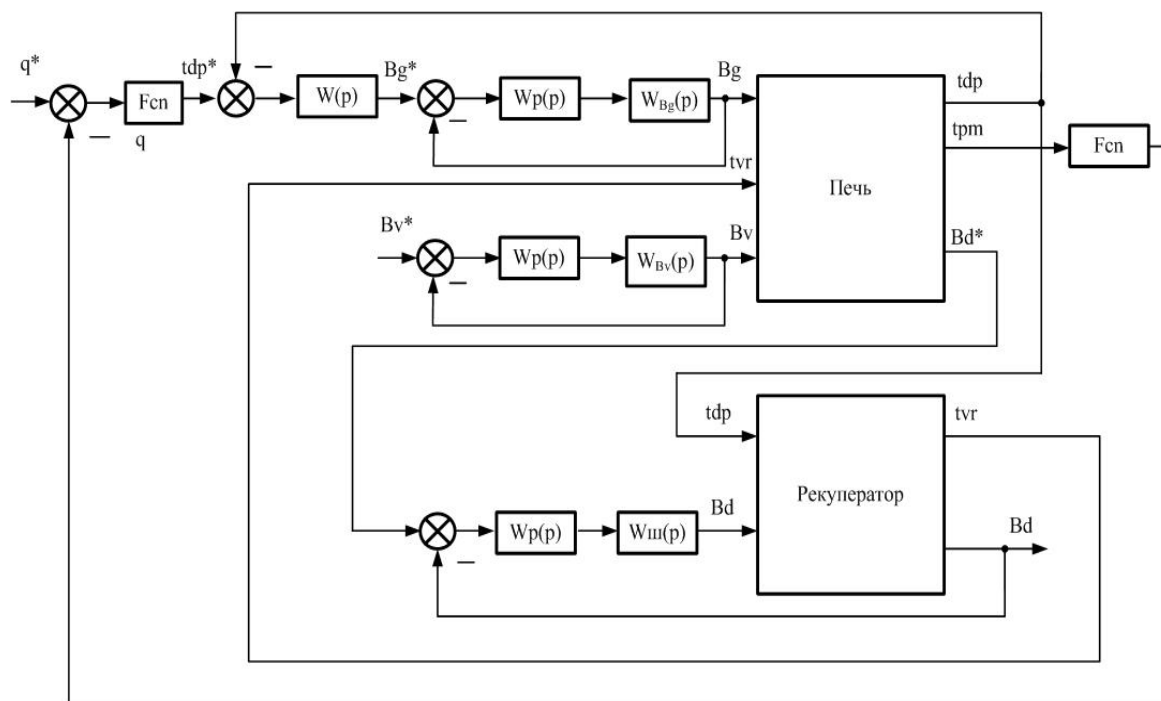 q*
tdp*
Bg*
Bg
tdp
Fcn
W(p)
Wp(p)
W_Bg(p)
q
tpm
Fcn
tvr
Печь
Bv*
Bv
Bd*
Wp(p)
W_Bv(p)
tdp
tvr
Рекуператор
Bd
Bd
Wp(p)
WШ(p)